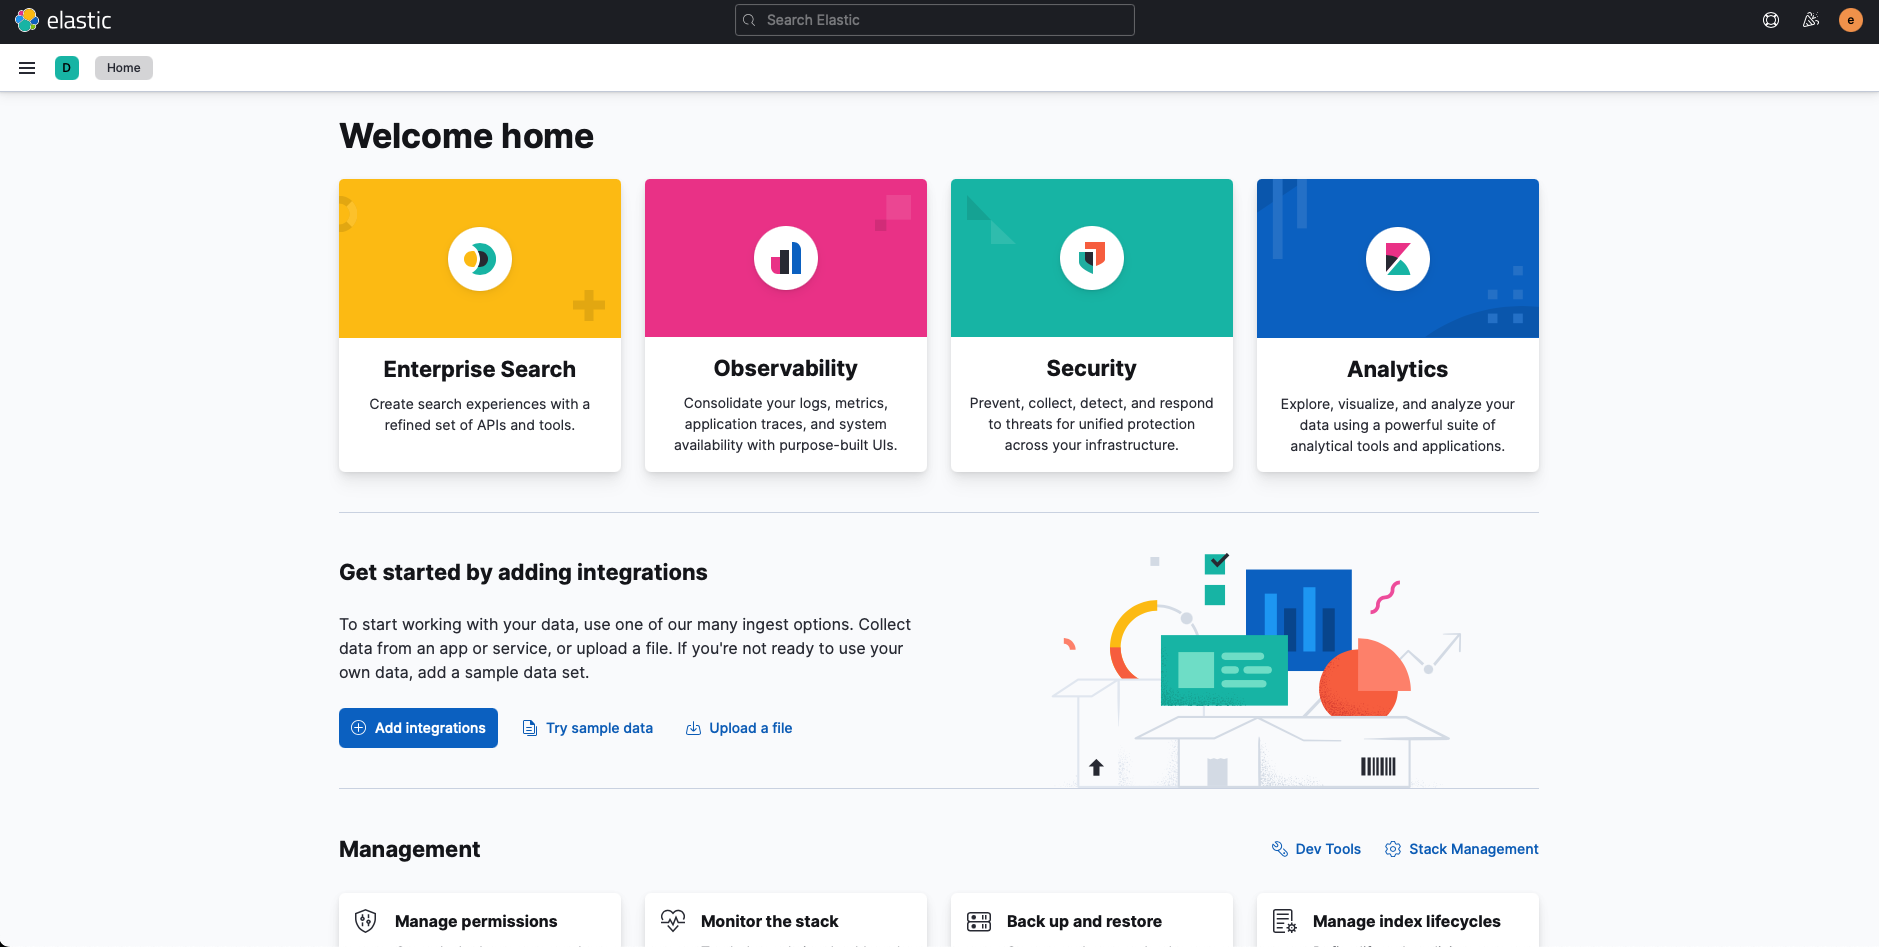 elastic
Search Elastic
e
D
Home
Welcome home
Enterprise Search
Create search experiences with a
refined set of APIs and tools.
Observability
Consolidate your logs, metrics,
application traces, and system
availability with purpose-built UIs.
Security
Prevent, collect, detect, and respond
to threats for unified protection
across your infrastructure.
Analytics
Explore, visualize, and analyze your
data using a powerful suite of
analytical tools and applications.
Get started by adding integrations
To start working with your data, use one of our many ingest options. Collect
data from an app or service, or upload a file. If you're not ready to use your
own data, add a sample data set.
Add integrations
Try sample data
Upload a file
Management
Dev Tools
Stack Management
Manage permissions
Monitor the stack
Back up and restore
Manage index lifecycles